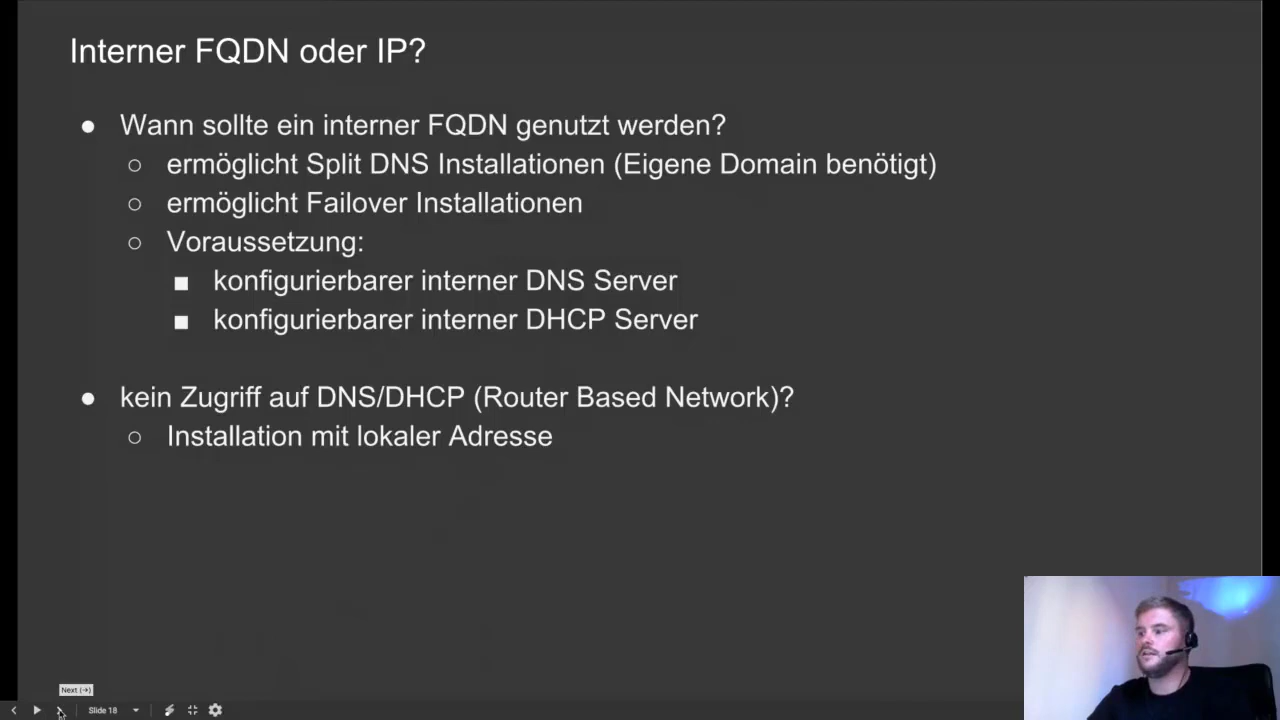 Interner FQDN oder IP?
● Wann sollte ein interner FQDN genutzt werden?
○ ermöglicht Split DNS Installationen (Eigene Domain benötigt)
○ ermöglicht Failover Installationen
○ Voraussetzung:
■ konfigurierbarer interner DNS Server
■ konfigurierbarer interner DHCP Server
● kein Zugriff auf DNS/DHCP (Router Based Network)?
○ Installation mit lokaler Adresse
Next (→)
Slide 18